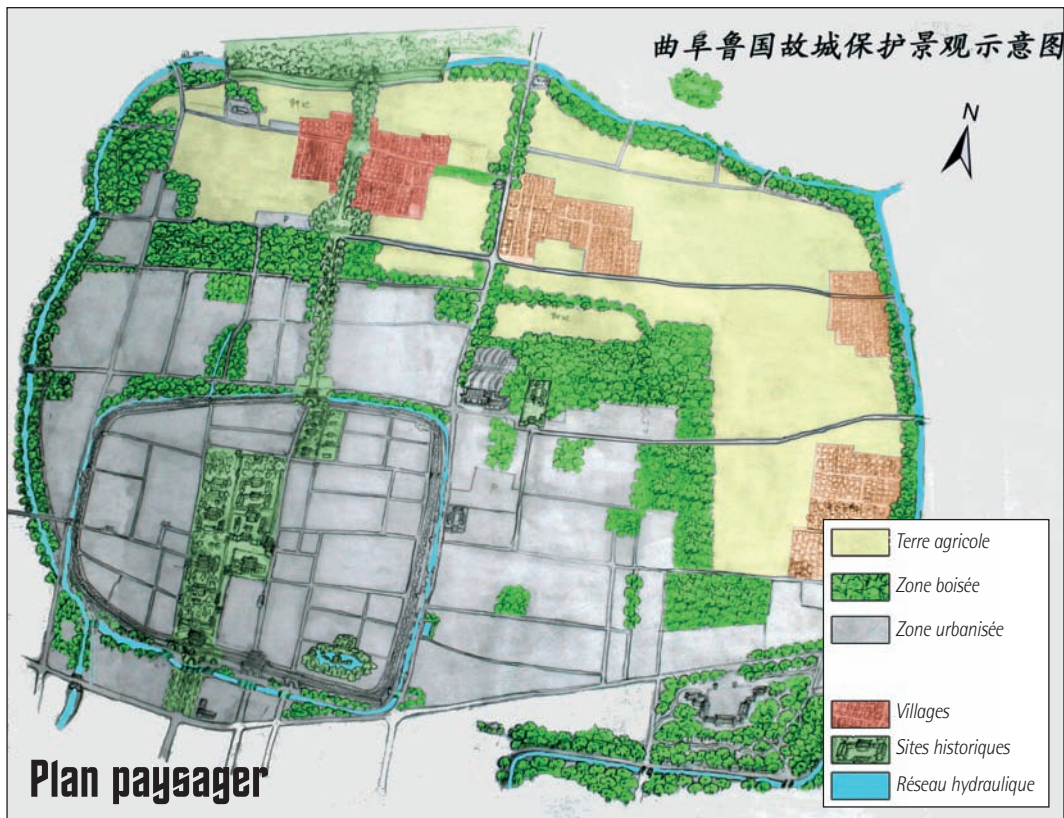 曲阜鲁国故城保护景观示意图
N
P
Terre agricole
Zone boisée
Zone urbanisée
Villages
Sites historiques
Réseau hydraulique
Plan paysager